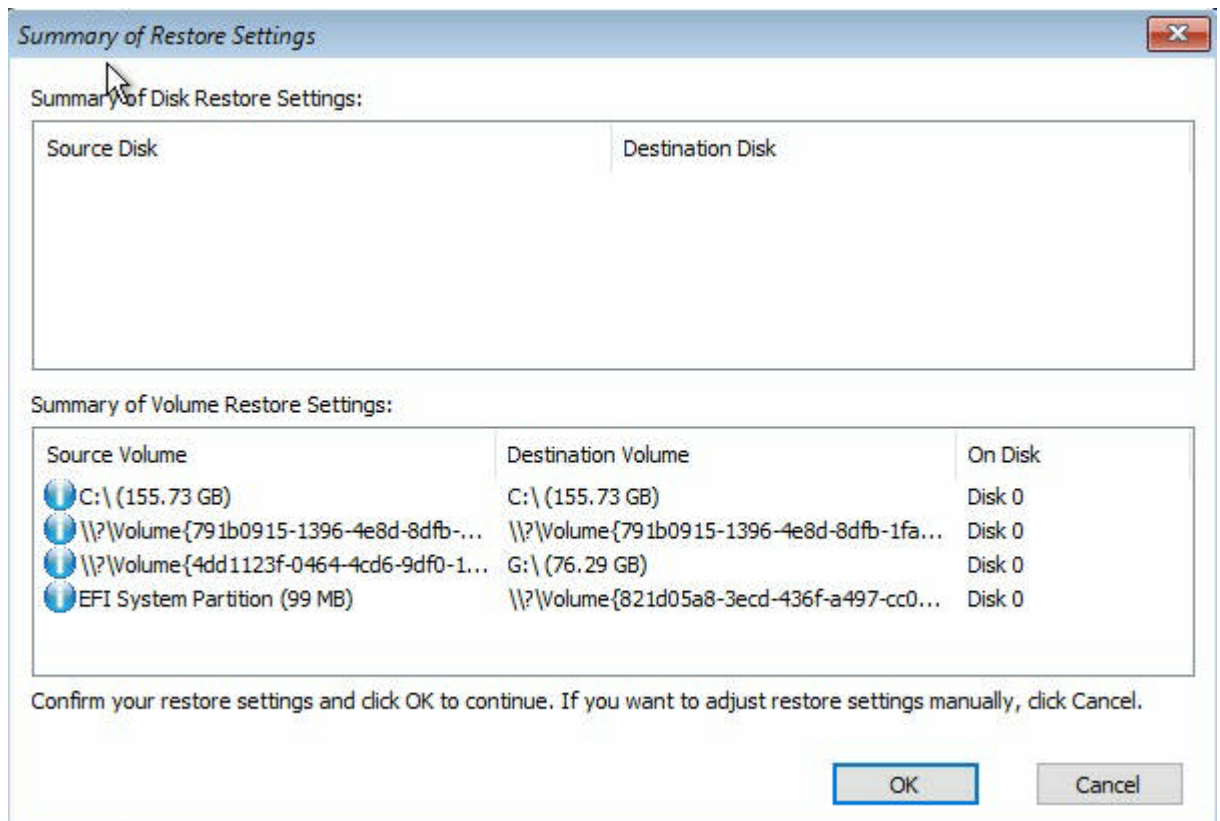 Summary of Restore Settings
Summary of Disk Restore Settings:
Source Disk Destination Disk
Summary of Volume Restore Settings:
Source Volume Destination Volume On Disk
C:\ (155.73 GB) C:\ (155.73 GB) Disk 0
\\?\Volume{791b0915-1396-4e8d-8dfb-... \\?\Volume{791b0915-1396-4e8d-8dfb-1fa... Disk 0
\\?\Volume{4dd1123f-0464-4cd6-9df0-1... G:\ (76.29 GB) Disk 0
EFI System Partition (99 MB) \\?\Volume{821d05a8-3ecd-436f-a497-cc0... Disk 0
Confirm your restore settings and click OK to continue. If you want to adjust restore settings manually, click Cancel.
OK Cancel